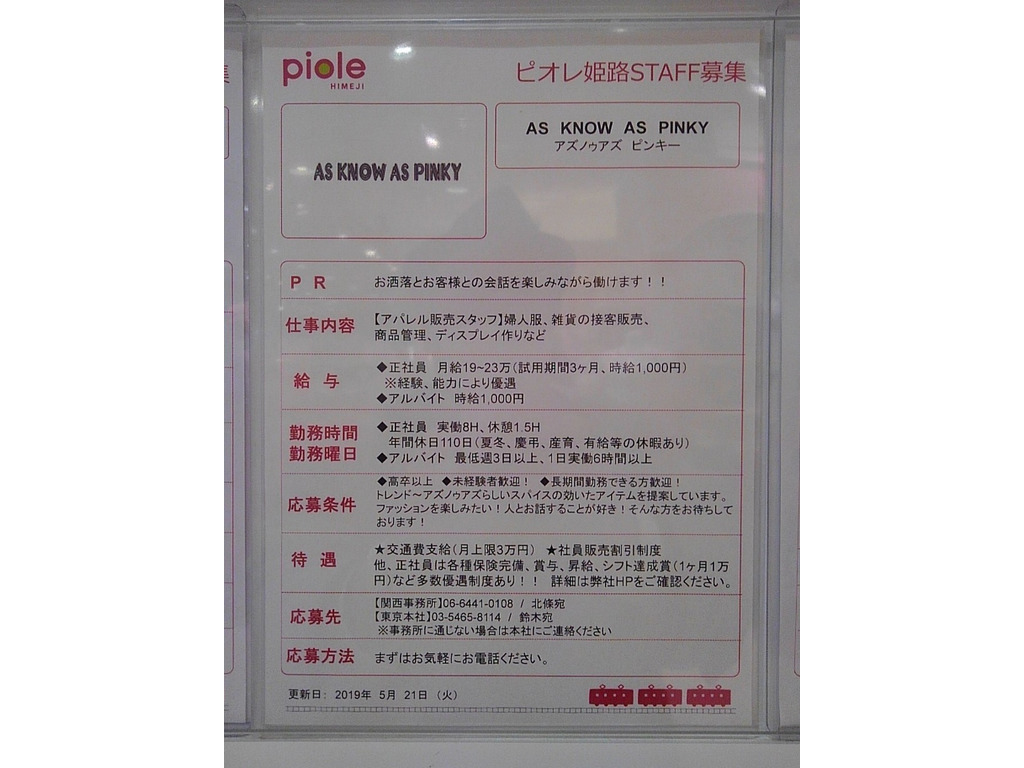 piole
HIMEJI
ピオレ姫路STAFF募集
AS KNOW AS PINKY
AS KNOW AS PINKY
アズノゥアズ ピンキー
PR
お洒落とお客様との会話を楽しみながら働けます！！
仕事内容
【アパレル販売スタッフ】婦人服、雑貨の接客販売、
商品管理、ディスプレイ作りなど
給与
◆正社員 月給19~23万（試用期間3ヶ月、時給1,000円）
※経験、能力により優遇
◆アルバイト 時給1,000円
勤務時間
勤務曜日
◆正社員 実働8H、休憩1.5H
年間休日110日（夏冬、慶弔、産育、有給等の休暇あり）
◆アルバイト 最低週3日以上、1日実働6時間以上
応募条件
◆高卒以上 ◆未経験者歓迎！ ◆長期間勤務できる方歓迎！
トレンド～アズノゥアズらしいスパイスの効いたアイテムを提案しています。
ファッションを楽しみたい！人とお話することが好き！そんな方をお待ちして
おります！
待遇
★交通費支給（月上限3万円） ★社員販売割引制度
他、正社員は各種保険完備、賞与、昇給、シフト達成賞（1ヶ月1万
円）など多数優遇制度あり！！ 詳細は弊社HPをご確認ください。
応募先
【関西事務所】06-6441-0108 / 北條宛
【東京本社】03-5465-8114 / 鈴木宛
※事務所に通じない場合は本社にご連絡ください
応募方法
まずはお気軽にお電話ください。
更新日： 2019年 5月 21日 （火）